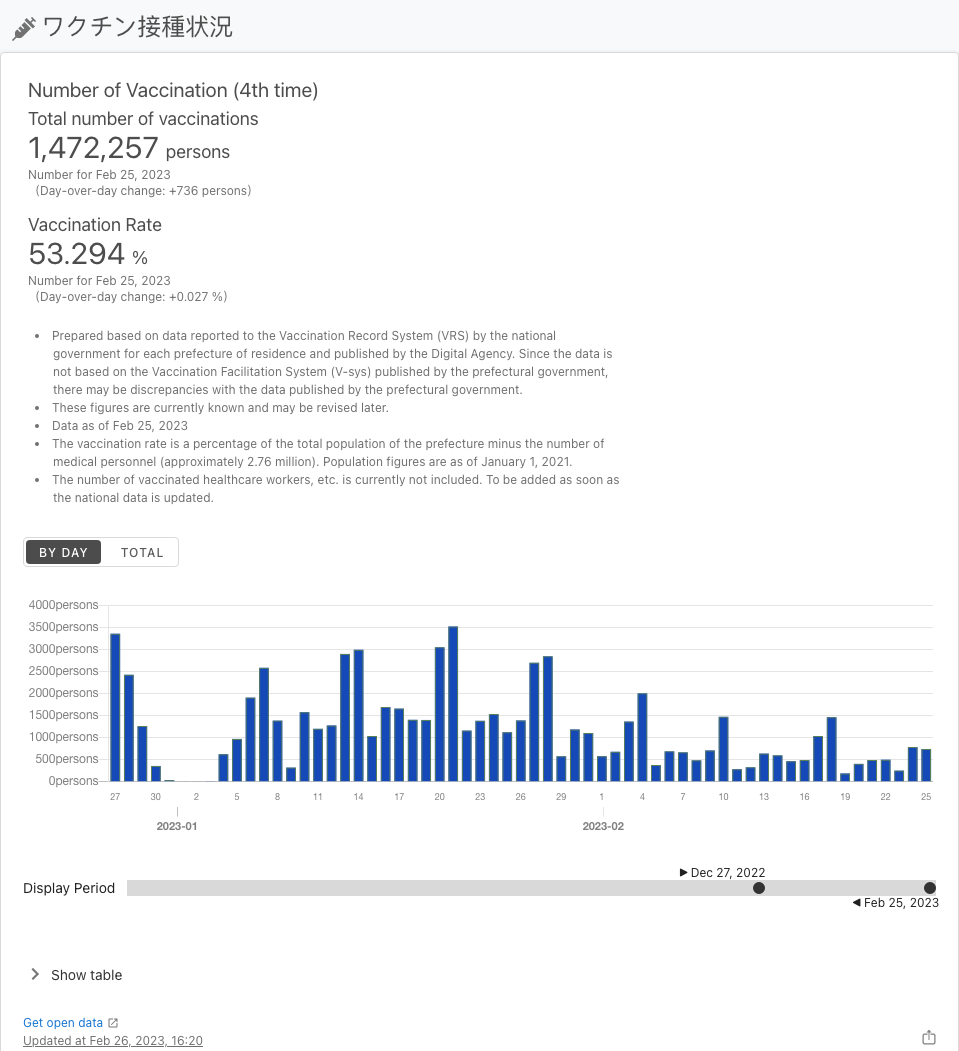 ワクチン接種状況
Number of Vaccination (4th time)
Total number of vaccinations
1,472,257 persons
Number for Feb 25, 2023
(Day-over-day change: +736 persons)
Vaccination Rate
53.294 %
Number for Feb 25, 2023
(Day-over-day change: +0.027 %)
• Prepared based on data reported to the Vaccination Record System (VRS) by the national
government for each prefecture of residence and published by the Digital Agency. Since the data is
not based on the Vaccination Facilitation System (V-sys) published by the prefectural government,
there may be discrepancies with the data published by the prefectural government.
• These figures are currently known and may be revised later.
• Data as of Feb 25, 2023
• The vaccination rate is a percentage of the total population of the prefecture minus the number of
medical personnel (approximately 2.76 million). Population figures are as of January 1, 2021.
• The number of vaccinated healthcare workers, etc. is currently not included. To be added as soon as
the national data is updated.
BY DAY TOTAL
4000persons
3500persons
3000persons
2500persons
2000persons
1500persons
1000persons
500persons
0persons
27 30 2 5 8 11 14 17 20 23 26 29 1 4 7 10 13 16 19 22 25
2023-01 2023-02
Dec 27, 2022
Display Period
Feb 25, 2023
Show table
Get open data
Updated at Feb 26, 2023, 16:20